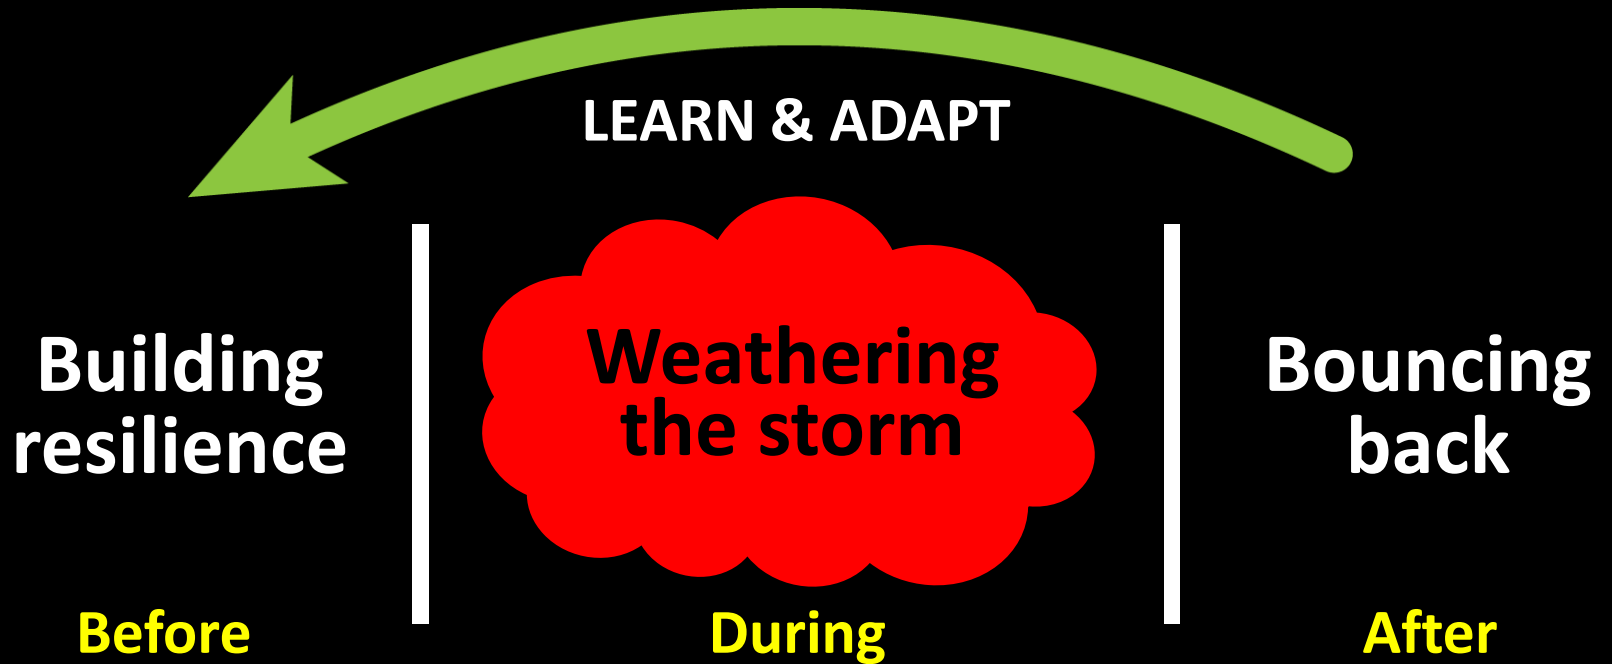 LEARN & ADAPT
Building
resilience
Weathering
the storm
Bouncing
back
Before
During
After